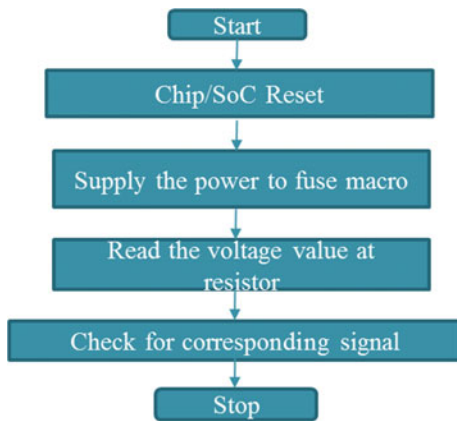 Start
Chip/SoC Reset
Supply the power to fuse macro
Read the voltage value at
resistor
Check for corresponding signal
Stop